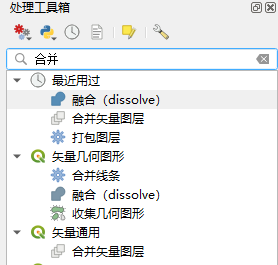 处理工具箱
合并
最近用过
融合（dissolve）
合并矢量图层
打包图层
矢量几何图形
合并线条
融合（dissolve）
收集几何图形
矢量通用
合并矢量图层